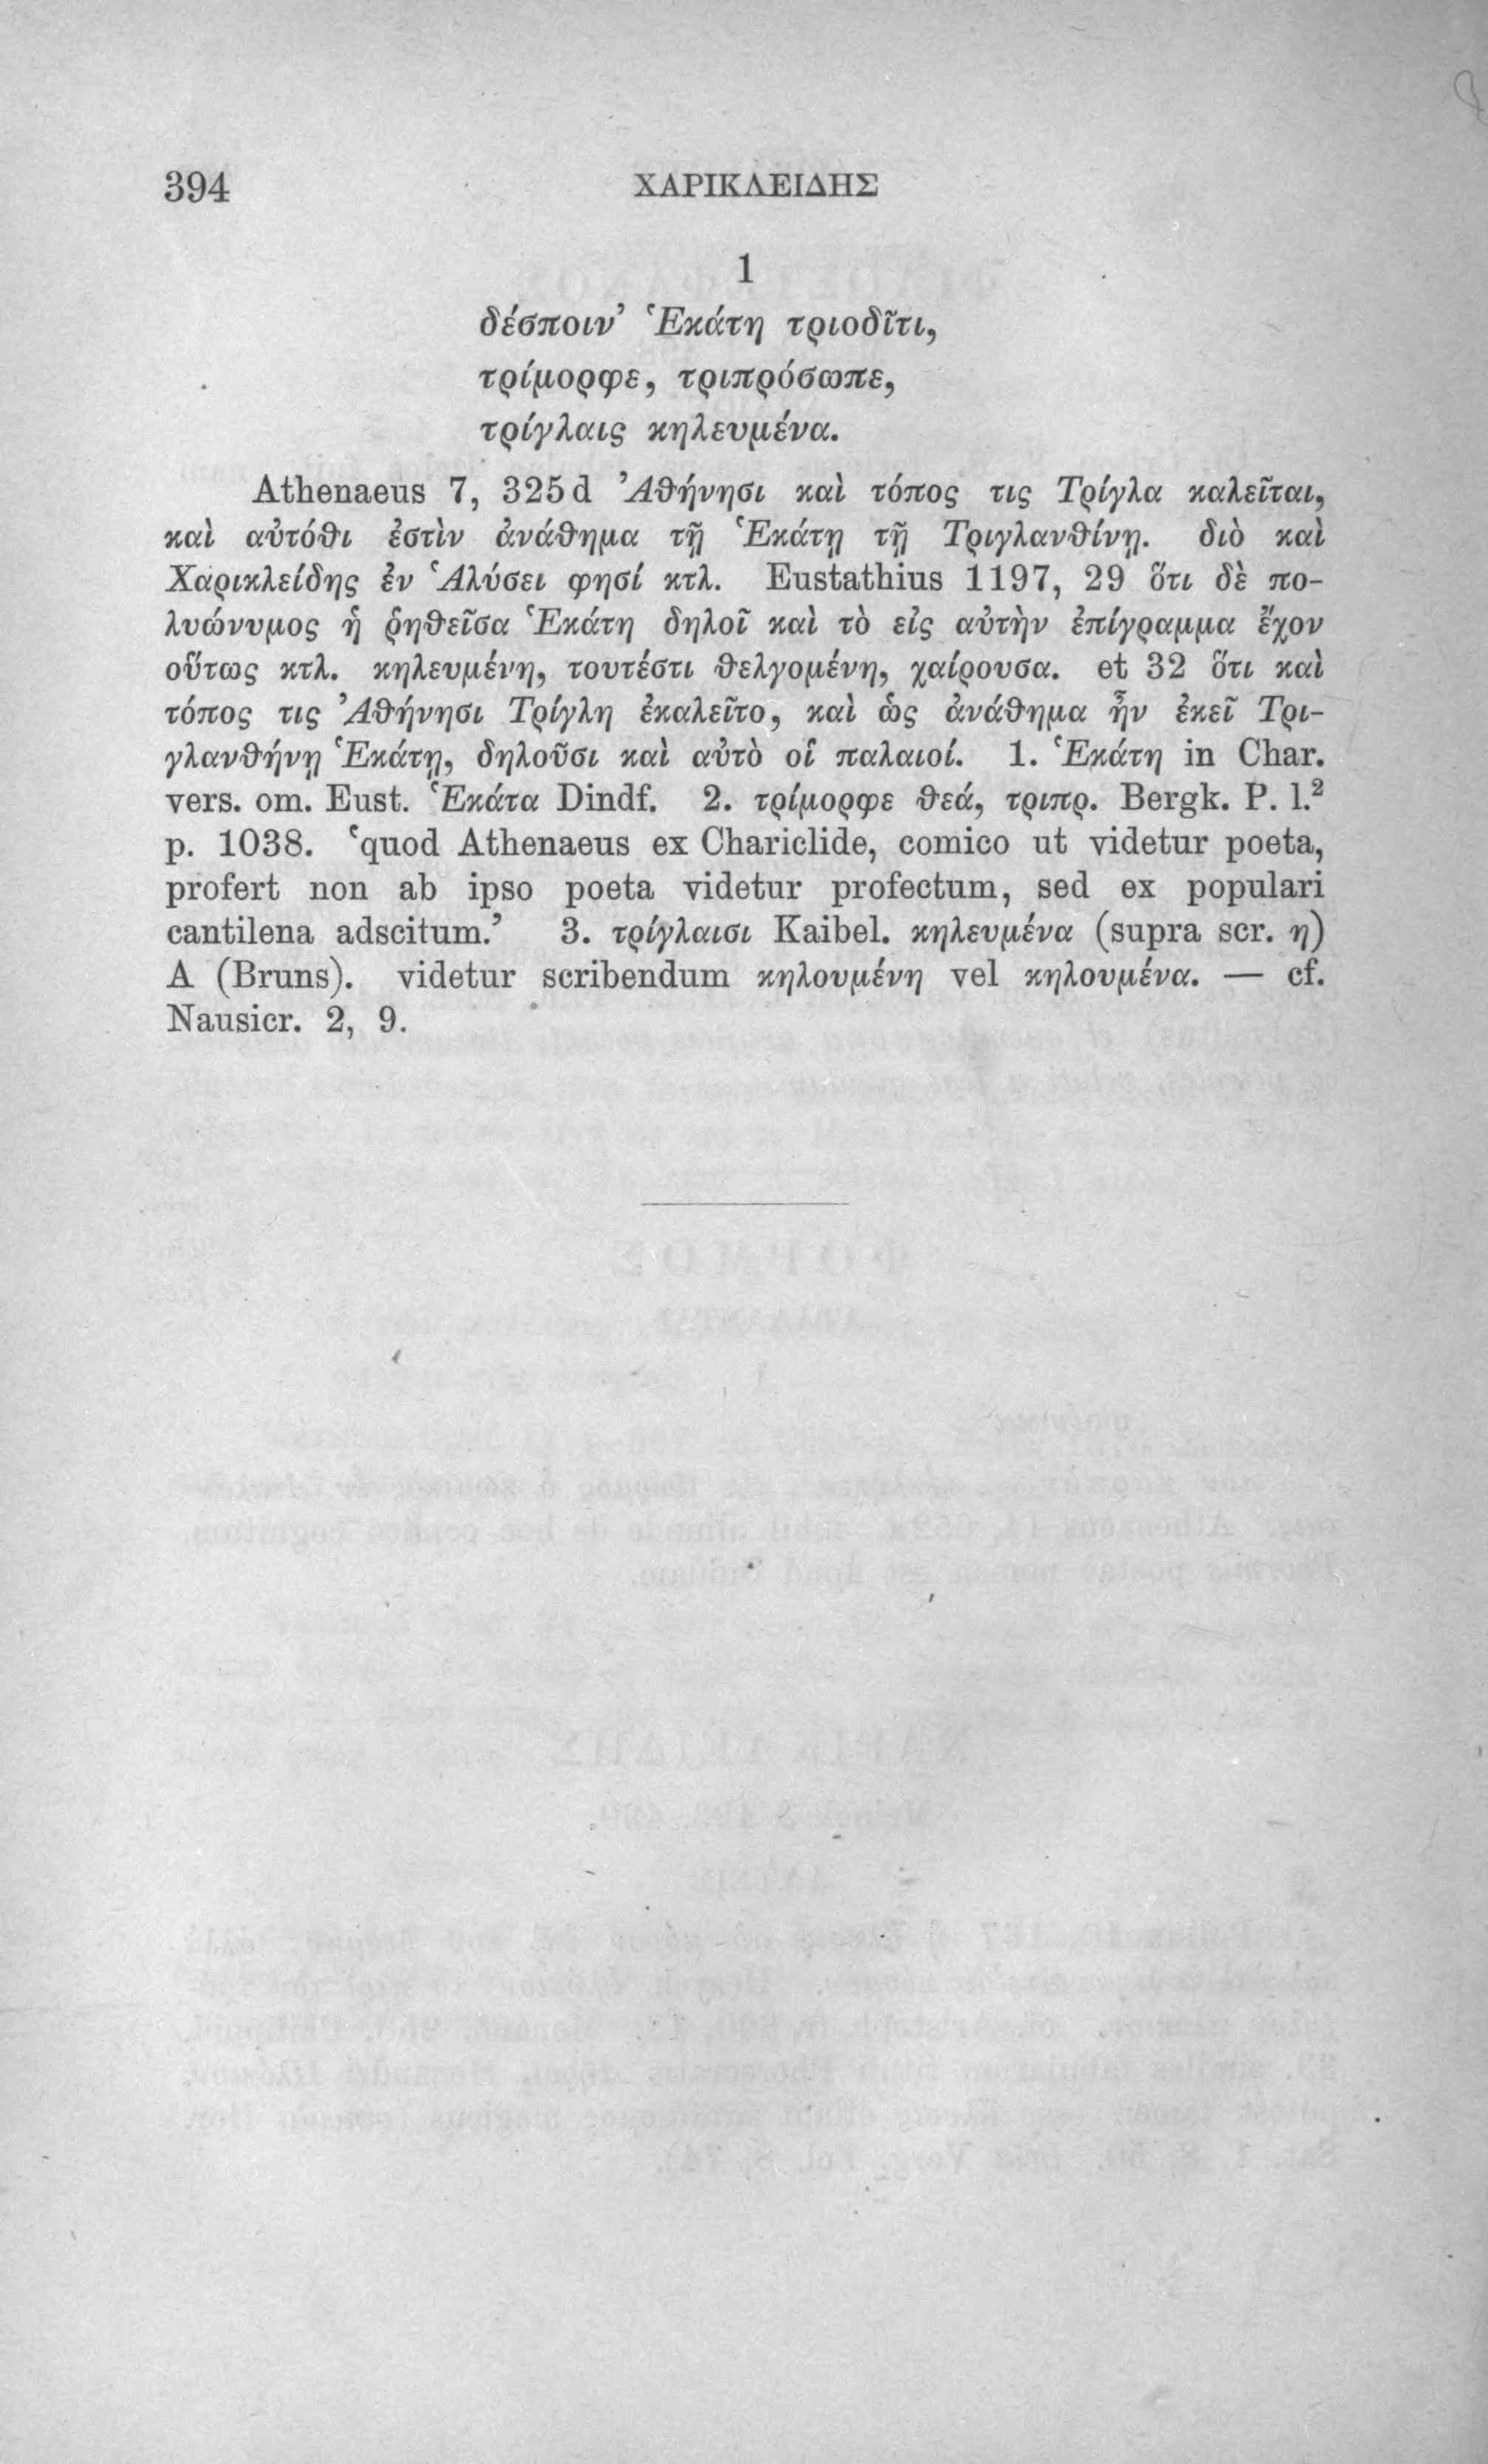 394 ΧΑΡΙΚΛΕΙΔΗΣ
1
δέσποιν’ Ἑκάτη τριοδῖτι,
τρίμορφε, τριπρόσωπε,
τρίγλαις κηλευμένα.
Athenaeus 7, 325d Ἀθήνησι καὶ τόπος τις Τρίγλα καλεῖται,
καὶ αὐτόθι ἐστὶν ἀνάθημα τῇ Ἑκάτῃ τῇ Τριγλανθίνῃ. διὸ καὶ
Χαρικλείδης ἐν Ἁλύσει φησί κτλ. Eustathius 1197, 29 ὅτι δὲ πο-
λυώνυμος ἡ ῥηθεῖσα Ἑκάτη δηλοῖ καὶ τὸ εἰς αὐτὴν ἐπίγραμμα ἔχον
οὕτως κτλ. κηλευμένη, τουτέστι θελγομένη, χαίρουσα. et 32 ὅτι καὶ
τόπος τις Ἀθήνησι Τρίγλη ἐκαλεῖτο, καὶ ὡς ἀνάθημα ἦν ἐκεῖ Τρι-
γλανθήνῃ Ἑκάτῃ, δηλοῦσι καὶ αὐτὸ οἱ παλαιοί. 1. Ἑκάτη in Char.
vers. om. Eust. Ἑκάτα Dindf. 2. τρίμορφε θεά, τριπρ. Bergk. P. l.²
p. 1038. ‘quod Athenaeus ex Chariclide, comico ut videtur poeta,
profert non ab ipso poeta videtur profectum, sed ex populari
cantilena adscitum.’ 3. τρίγλαισι Kaibel. κηλευμένα (supra scr. η)
A (Bruns). videtur scribendum κηλουμένη vel κηλουμένα. — cf.
Nausicr. 2, 9.